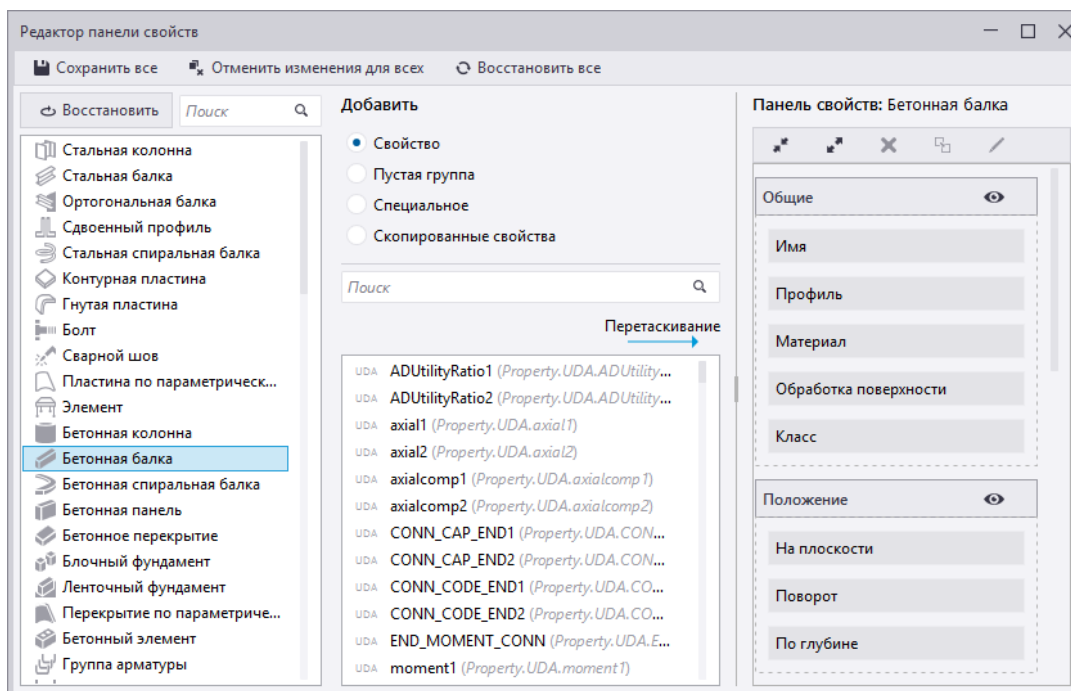 Редактор панели свойств
Сохранить все Отменить изменения для всех Восстановить все
Восстановить Поиск
Стальная колонна
Стальная балка
Ортогональная балка
Сдвоенный профиль
Стальная спиральная балка
Контурная пластина
Гнутая пластина
Болт
Сварной шов
Пластина по параметрическ...
Элемент
Бетонная колонна
Бетонная балка
Бетонная спиральная балка
Бетонная панель
Бетонное перекрытие
Блочный фундамент
Ленточный фундамент
Перекрытие по параметриче...
Бетонный элемент
Группа арматуры
Добавить
Свойство
Пустая группа
Специальное
Скопированные свойства
Поиск
Перетаскивание
UDA ADUtilityRatio1 (Property.UDA.ADUtility...
UDA ADUtilityRatio2 (Property.UDA.ADUtility...
UDA axial1 (Property.UDA.axial1)
UDA axial2 (Property.UDA.axial2)
UDA axialcomp1 (Property.UDA.axialcomp1)
UDA axialcomp2 (Property.UDA.axialcomp2)
UDA CONN_CAP_END1 (Property.UDA.CON...
UDA CONN_CAP_END2 (Property.UDA.CON...
UDA CONN_CODE_END1 (Property.UDA.CO...
UDA CONN_CODE_END2 (Property.UDA.CO...
UDA END_MOMENT_CONN (Property.UDA.E...
UDA moment1 (Property.UDA.moment1)
Панель свойств: Бетонная балка
Общие
Имя
Профиль
Материал
Обработка поверхности
Класс
Положение
На плоскости
Поворот
По глубине